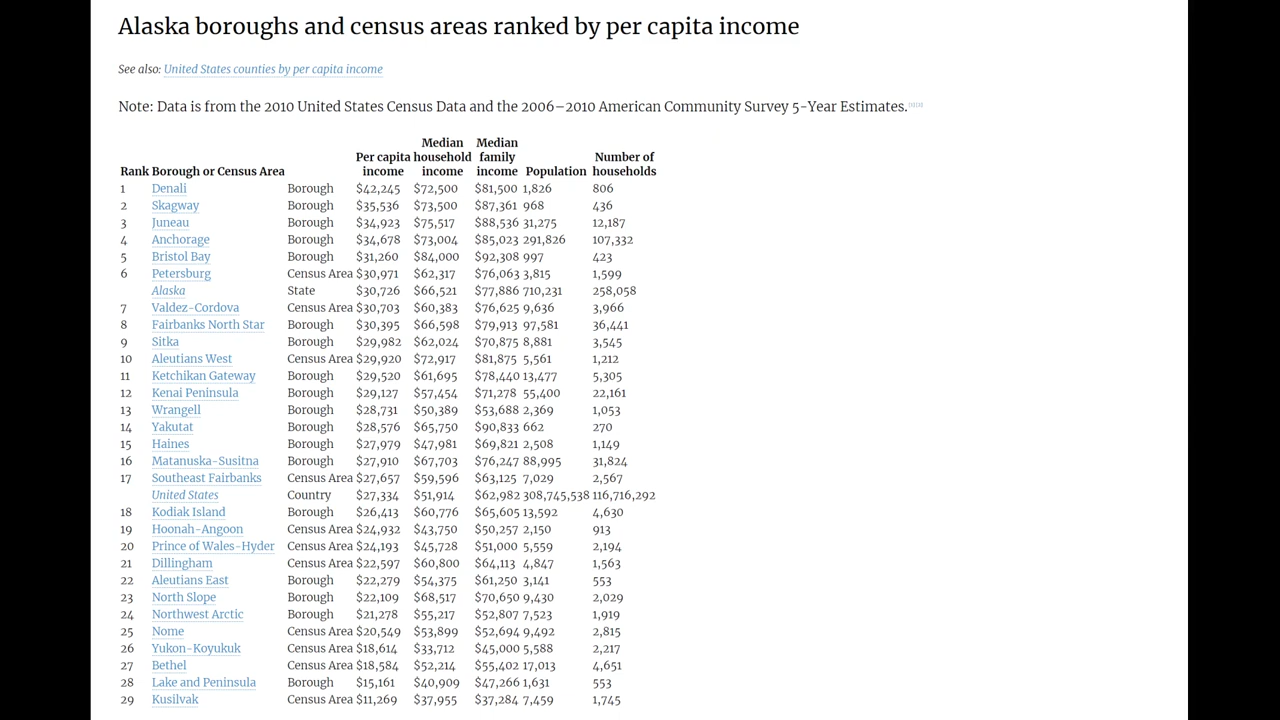 Alaska boroughs and census areas ranked by per capita income
See also: United States counties by per capita income
Note: Data is from the 2010 United States Census Data and the 2006–2010 American Community Survey 5-Year Estimates.
Rank Borough or Census Area Per capita income Median household income Median family income Population Number of households
1 Denali Borough $42,245 $72,500 $81,500 1,826 806
2 Skagway Borough $35,536 $73,500 $87,361 968 436
3 Juneau Borough $34,923 $75,517 $88,536 31,275 12,187
4 Anchorage Borough $34,678 $73,004 $85,023 291,826 107,332
5 Bristol Bay Borough $31,260 $84,000 $92,308 997 423
6 Petersburg Census Area $30,971 $62,317 $76,063 3,815 1,599
Alaska State $30,726 $66,521 $77,886 710,231 258,058
7 Valdez-Cordova Census Area $30,703 $60,383 $76,625 9,636 3,966
8 Fairbanks North Star Borough $30,395 $66,598 $79,913 97,581 36,441
9 Sitka Borough $29,982 $62,024 $70,875 8,881 3,545
10 Aleutians West Census Area $29,920 $72,917 $81,875 5,561 1,212
11 Ketchikan Gateway Borough $29,520 $61,695 $78,440 13,477 5,305
12 Kenai Peninsula Borough $29,127 $57,454 $71,278 55,400 22,161
13 Wrangell Borough $28,731 $50,389 $53,688 2,369 1,053
14 Yakutat Borough $28,576 $65,750 $90,833 662 270
15 Haines Borough $27,979 $47,981 $69,821 2,508 1,149
16 Matanuska-Susitna Borough $27,910 $67,703 $76,247 88,995 31,824
17 Southeast Fairbanks Census Area $27,657 $59,596 $63,125 7,029 2,567
United States Country $27,334 $51,914 $62,982 308,745,538 116,716,292
18 Kodiak Island Borough $26,413 $60,776 $65,605 13,592 4,630
19 Hoonah-Angoon Census Area $24,932 $43,750 $50,257 2,150 913
20 Prince of Wales-Hyder Census Area $24,193 $45,728 $51,000 5,559 2,194
21 Dillingham Census Area $22,597 $60,800 $64,113 4,847 1,563
22 Aleutians East Borough $22,279 $54,375 $61,250 3,141 553
23 North Slope Borough $22,109 $68,517 $70,650 9,430 2,029
24 Northwest Arctic Borough $21,278 $55,217 $52,807 7,523 1,919
25 Nome Census Area $20,549 $53,899 $52,694 9,492 2,815
26 Yukon-Koyukuk Census Area $18,614 $33,712 $45,000 5,588 2,217
27 Bethel Census Area $18,584 $52,214 $55,402 17,013 4,651
28 Lake and Peninsula Borough $15,161 $40,909 $47,266 1,631 553
29 Kusilvak Census Area $11,269 $37,955 $37,284 7,459 1,745